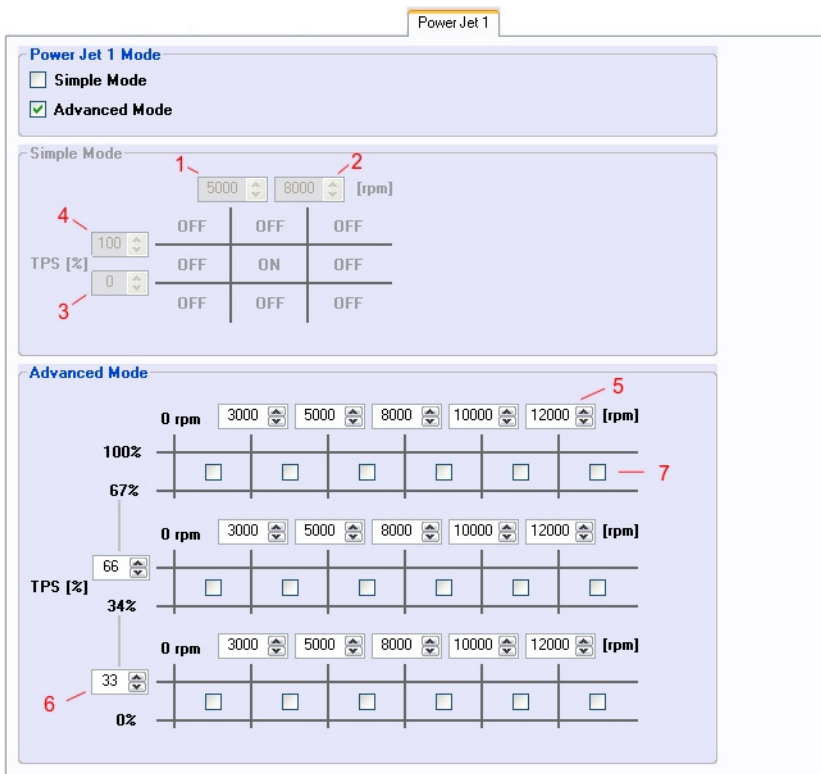 Power Jet 1
Power Jet 1 Mode
Simple Mode
Advanced Mode
Simple Mode
1 2
5000 8000 [rpm]
4
OFF OFF OFF
100
TPS [%] OFF ON OFF
0
3
OFF OFF OFF
Advanced Mode
5
0 rpm 3000 5000 8000 10000 12000 [rpm]
100%
7
67%
0 rpm 3000 5000 8000 10000 12000 [rpm]
66
TPS [%]
34%
0 rpm 3000 5000 8000 10000 12000 [rpm]
33
6
0%